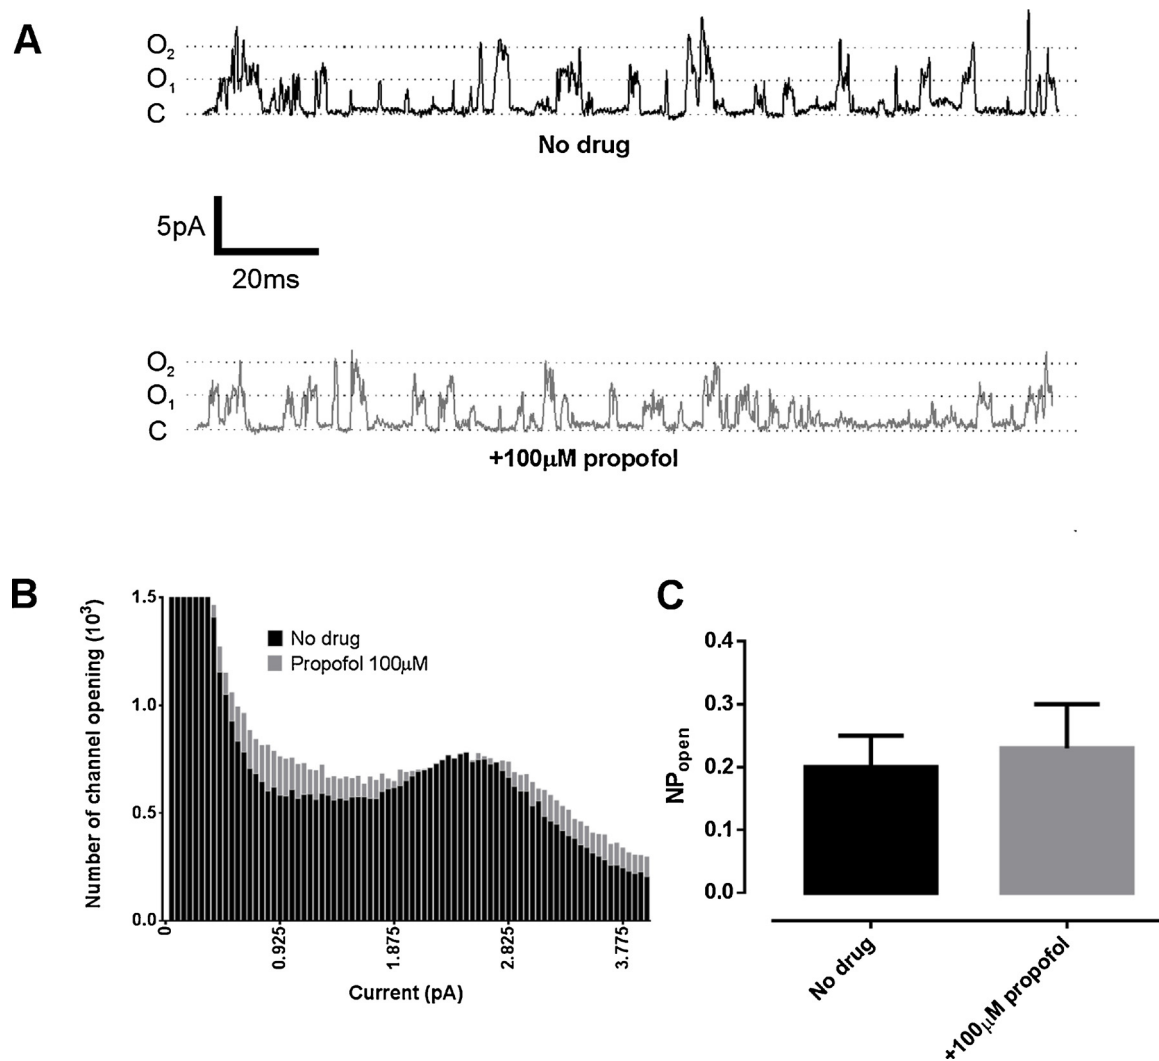 A
O2
O1
C
No drug
5pA
20ms
O2
O1
C
+100μM propofol
B
Number of channel opening (10³)
1.5
1.0
0.5
0.0
No drug
Propofol 100μM
0
0.925
1.875
2.825
3.775
Current (pA)
C
NPopen
0.4
0.3
0.2
0.1
0.0
No drug
+100μM propofol